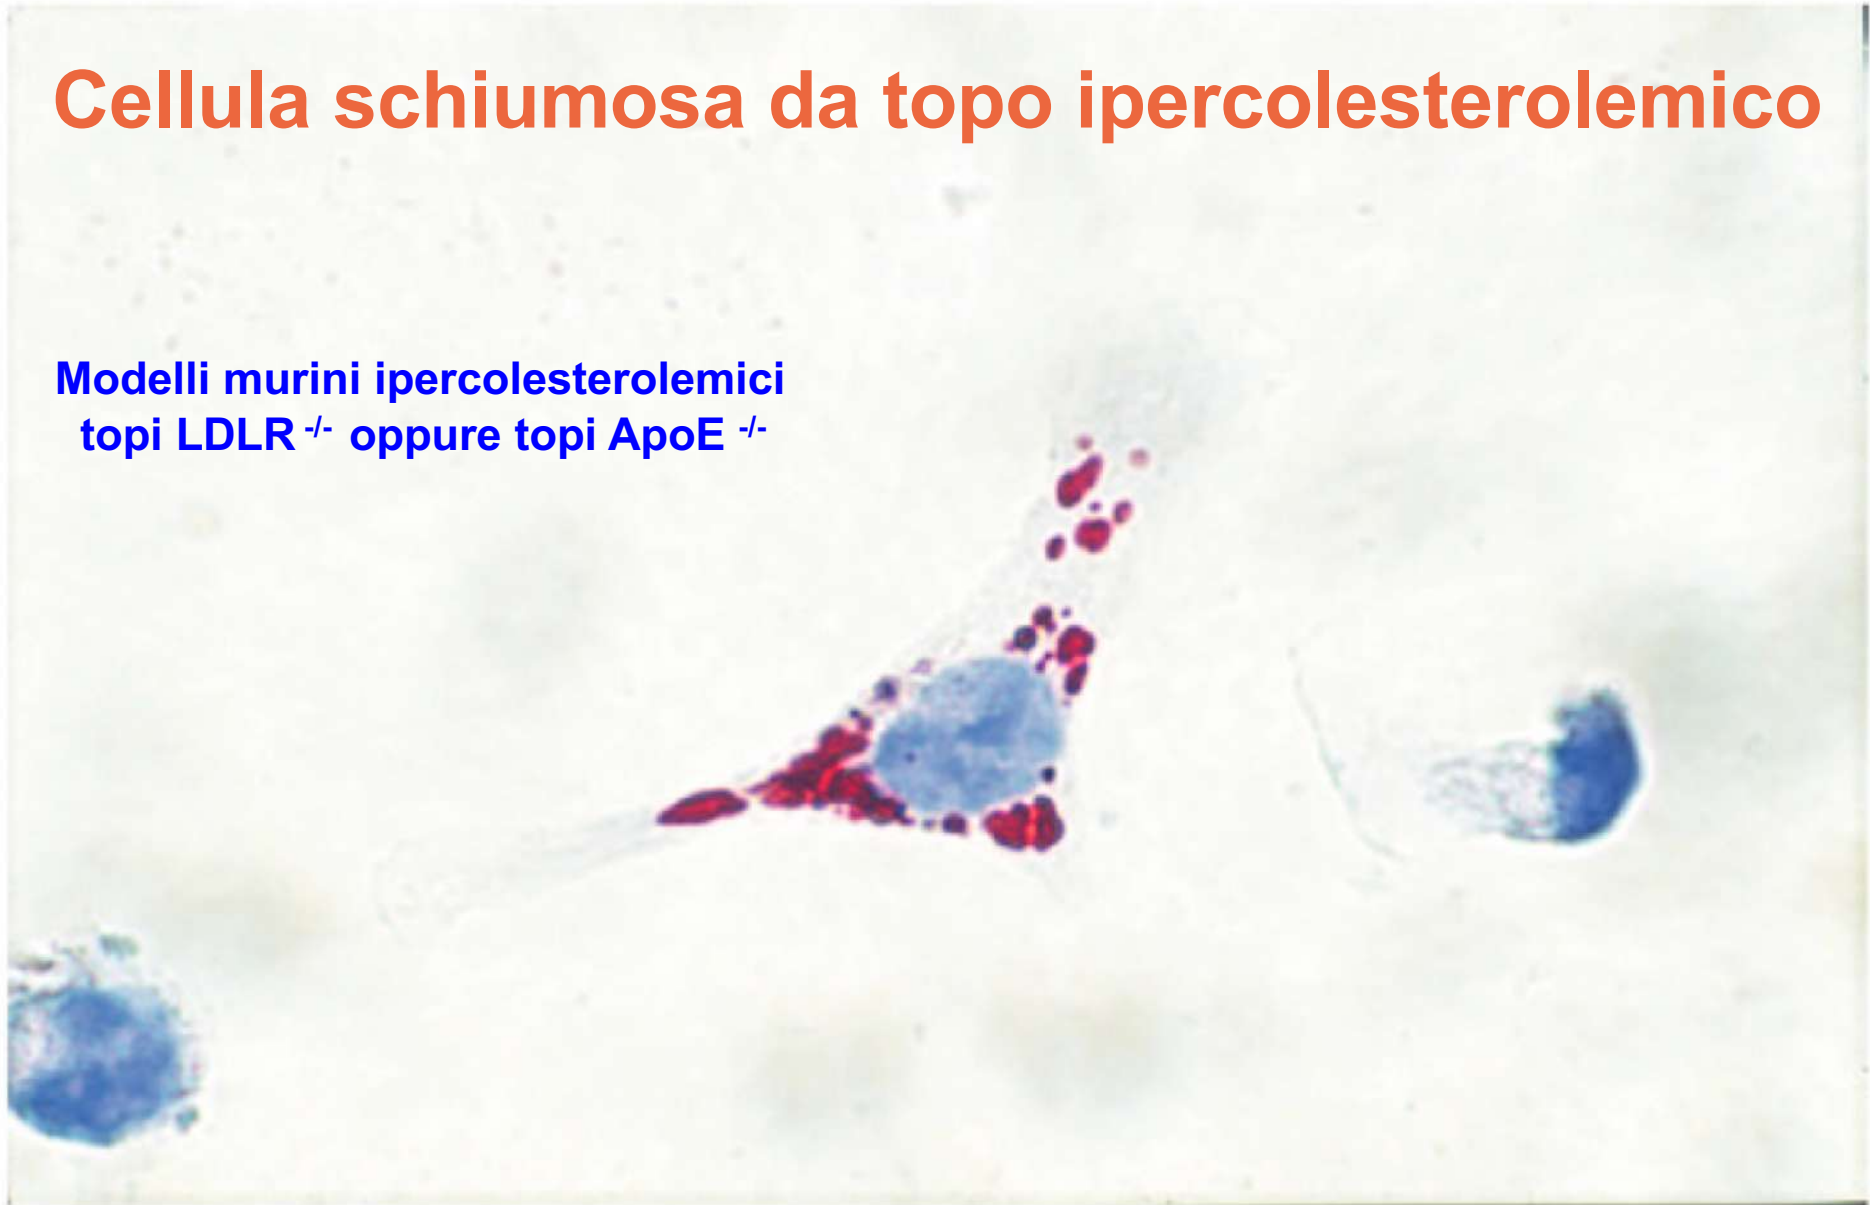 Cellula schiumosa da topo ipercolesterolemico
Modelli murini ipercolesterolemici
topi LDLR -/- oppure topi ApoE -/-